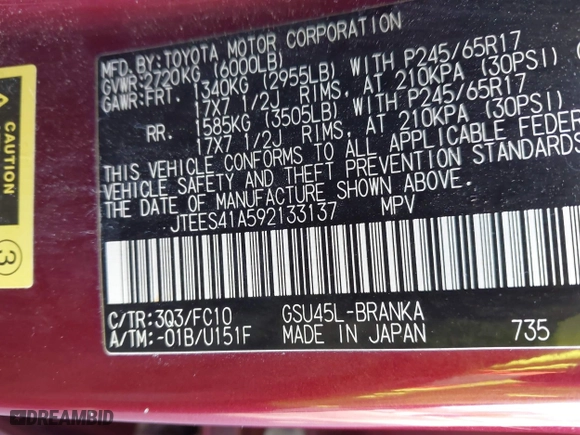 MFD. BY: TOYOTA MOTOR CORPORATION
GVWR: 2720KG (6000LB)
GAWR: FRT. 1340KG (2955LB) WITH P245/65R17
17X7 1/2J RIMS, AT 210KPA (30PSI)
RR. 1585KG (3505LB) WITH P245/65R17
17X7 1/2J RIMS, AT 210KPA (30PSI)
THIS VEHICLE CONFORMS TO ALL APPLICABLE
VEHICLE SAFETY AND THEFT PREVENTION STANDARDS
THE DATE OF MANUFACTURE SHOWN ABOVE.
JTEES41A592133137 MPV
C/TR: 3Q3/FC10 GSU45L-BRANKA
A/TM: -01B/U151F MADE IN JAPAN 735
CAUTION
3
DREAMBID